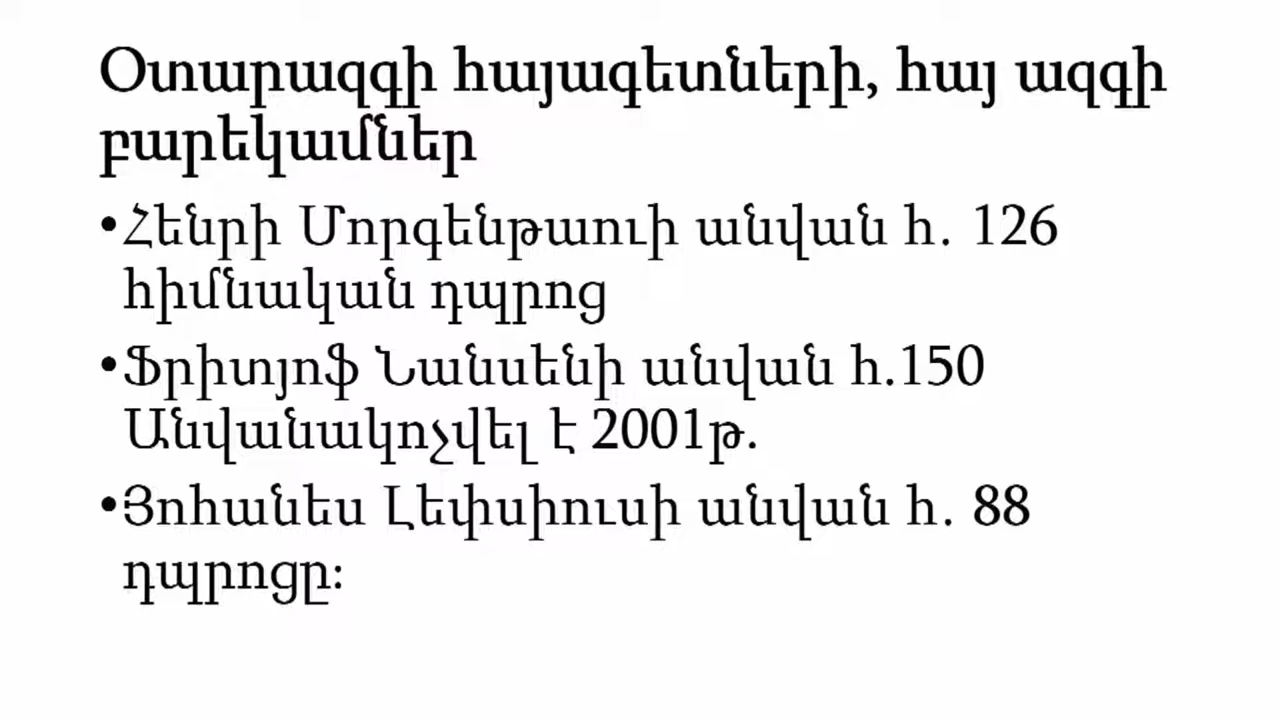 Օտարազգի հայագետների, հայ ազգի
բարեկամներ
•Հենրի Մորգենթաուի անվան հ. 126
հիմնական դպրոց
•Ֆրիտյոֆ Նանսենի անվան հ.150
Անվանակոչվել է 2001թ.
•Յոհանես Լեփսիուսի անվան հ. 88
դպրոցը։